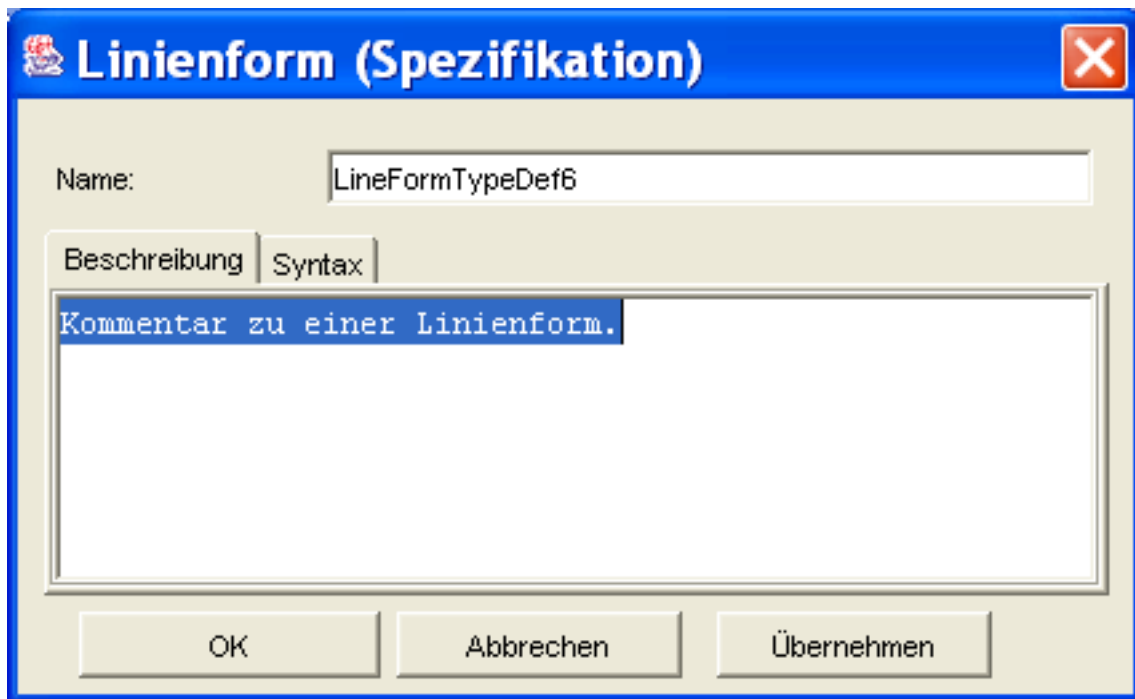 Linienform (Spezifikation)
Name: LineFormTypeDef6
Beschreibung Syntax
Kommentar zu einer Linienform.
OK Abbrechen Übernehmen